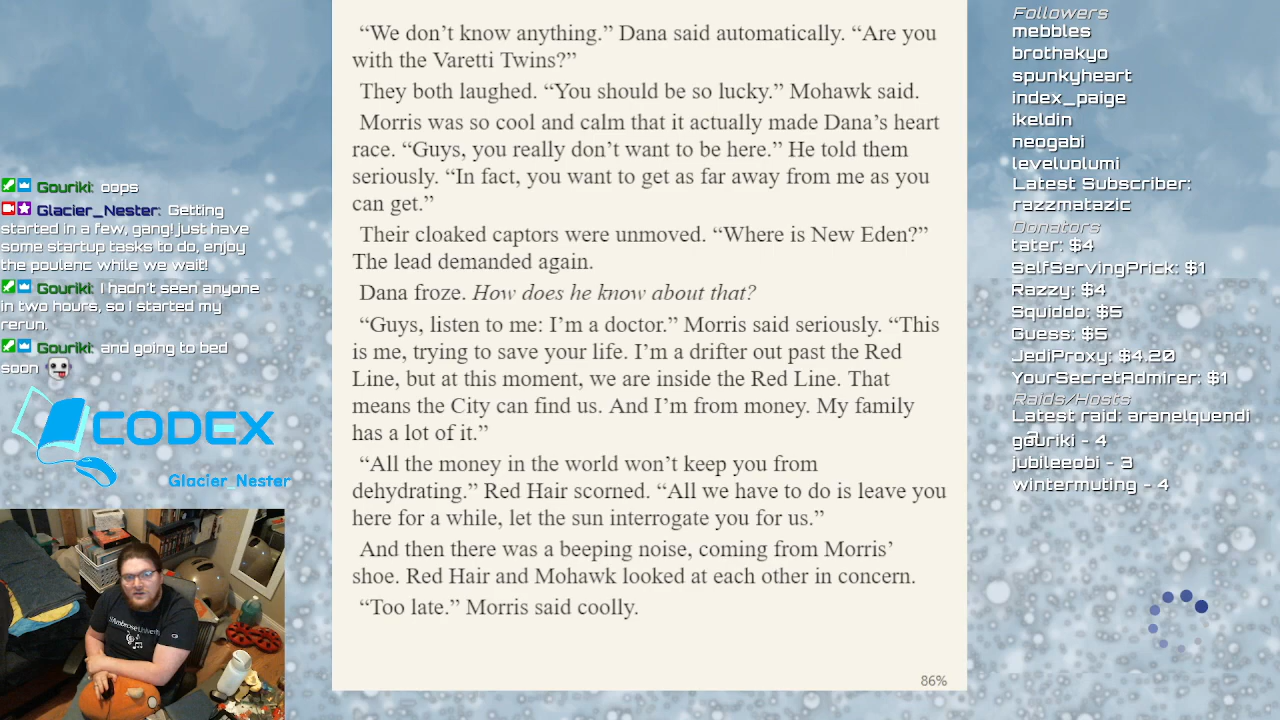 Gouriki: oops
Glacier_Nester: Getting
started in a few, gang! just have
some startup tasks to do, enjoy
the poulenc while we wait!
Gouriki: I hadn't seen anyone
in two hours, so I started my
rerun.
Gouriki: and going to bed
soon
CODEX
Glacier_Nester
“We don’t know anything.” Dana said automatically. “Are you
with the Varetti Twins?”
They both laughed. “You should be so lucky.” Mohawk said.
Morris was so cool and calm that it actually made Dana’s heart
race. “Guys, you really don’t want to be here.” He told them
seriously. “In fact, you want to get as far away from me as you
can get.”
Their cloaked captors were unmoved. “Where is New Eden?”
The lead demanded again.
Dana froze. How does he know about that?
“Guys, listen to me: I’m a doctor.” Morris said seriously. “This
is me, trying to save your life. I’m a drifter out past the Red
Line, but at this moment, we are inside the Red Line. That
means the City can find us. And I’m from money. My family
has a lot of it.”
“All the money in the world won’t keep you from
dehydrating.” Red Hair scorned. “All we have to do is leave you
here for a while, let the sun interrogate you for us.”
And then there was a beeping noise, coming from Morris’
shoe. Red Hair and Mohawk looked at each other in concern.
“Too late.” Morris said coolly.
86%
Followers
mebbles
brothakyo
spunkyheart
index_paige
ikeldin
neogabi
leveluplumi
Latest Subscriber:
razzmatazic
Donators
tater: $4
SelfServingPrick: $1
Razzy: $4
Squiddo: $5
Guess: $5
JediProxy: $4.20
YourSecretAdmirer: $1
Raids/Hosts
Latest raid: aranelquendi
gouriki - 4
jubileeobi - 3
wintermuting - 4